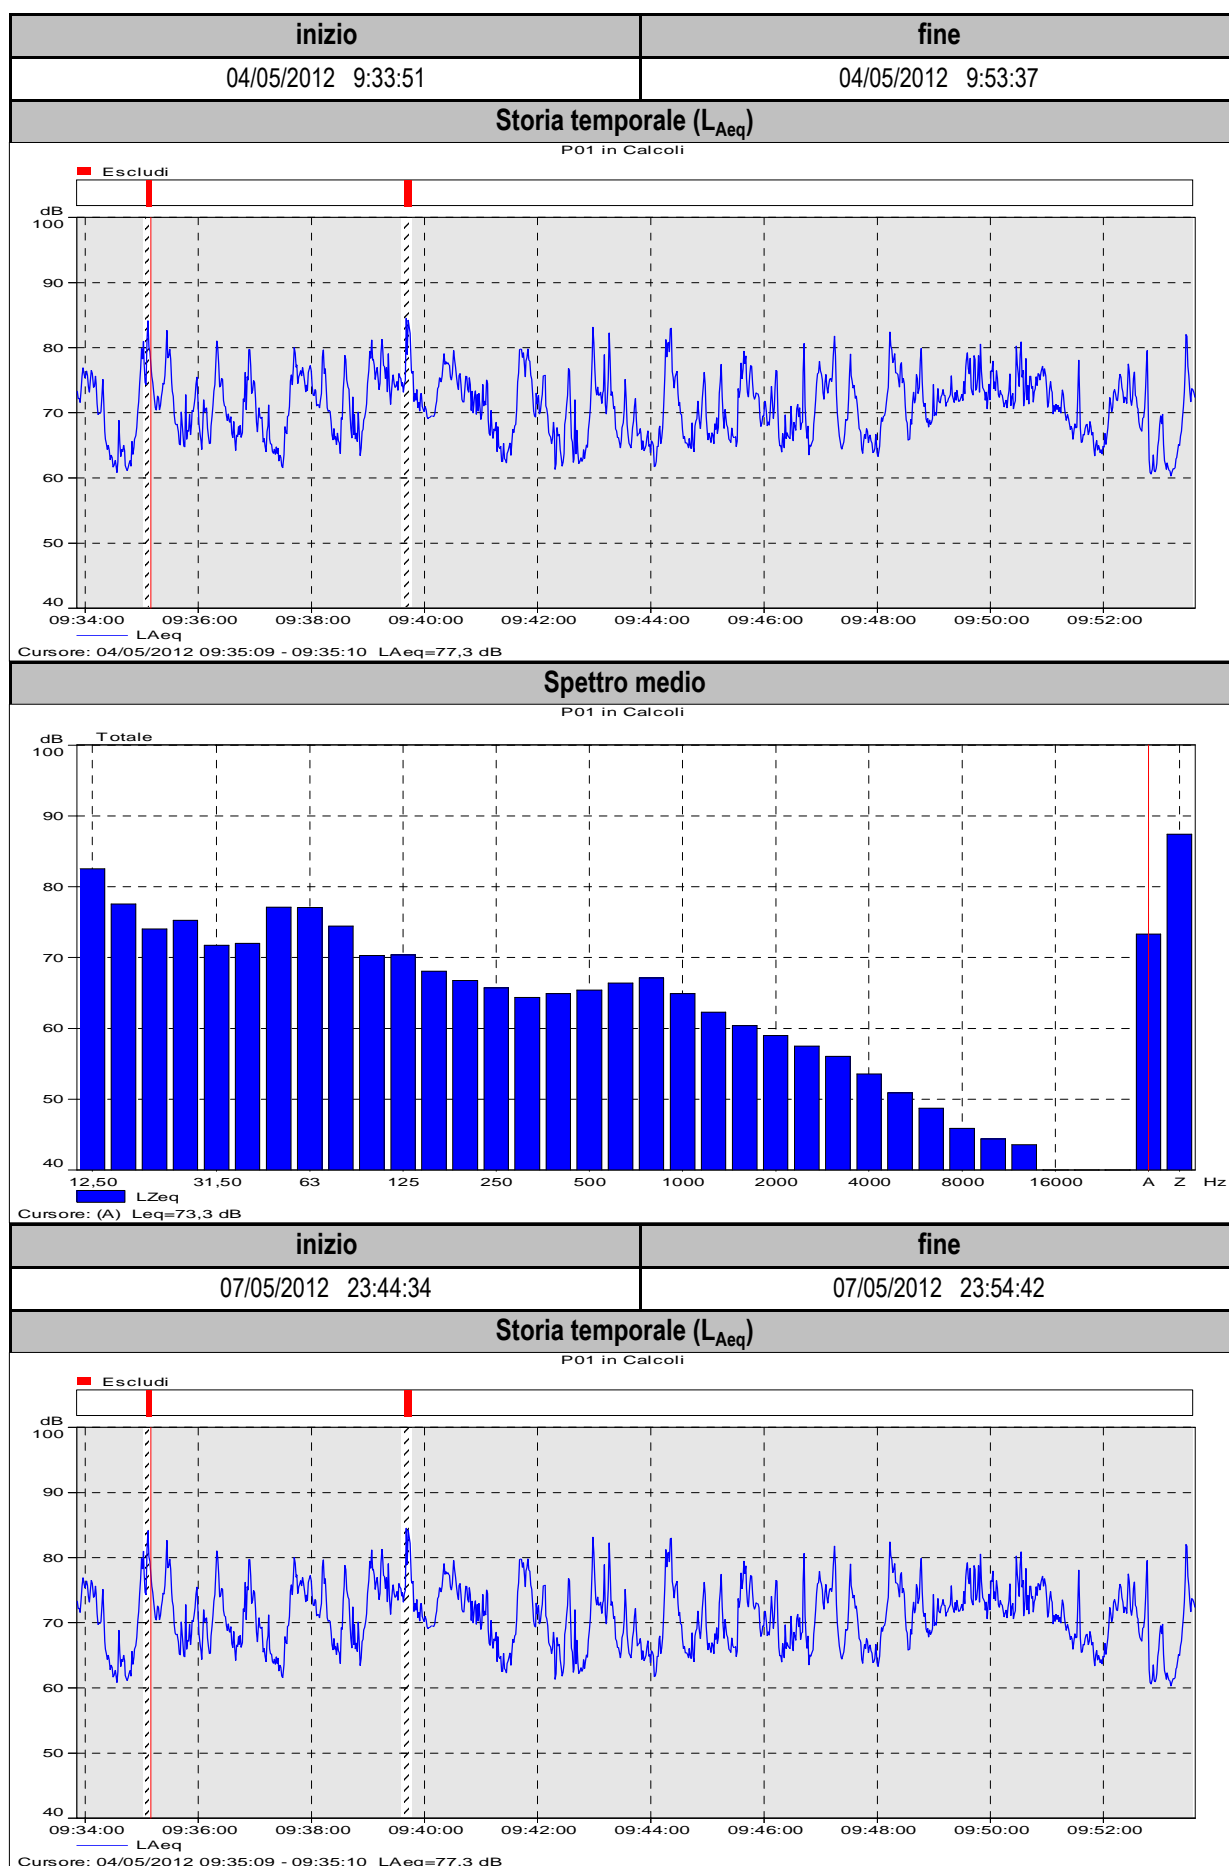 inizio fine
04/05/2012 9:33:51 04/05/2012 9:53:37
Storia temporale (LAeq)
P01 in Calcoli
Escludi
dB
100
90
80
70
60
50
40
09:34:00 09:36:00 09:38:00 09:40:00 09:42:00 09:44:00 09:46:00 09:48:00 09:50:00 09:52:00
LAeq
Cursore: 04/05/2012 09:35:09 - 09:35:10 LAeq=77,3 dB
Spettro medio
P01 in Calcoli
dB Totale
100
90
80
70
60
50
40
12,50 31,50 63 125 250 500 1000 2000 4000 8000 16000 A Z Hz
LZeq
Cursore: (A) Leq=73,3 dB
inizio fine
07/05/2012 23:44:34 07/05/2012 23:54:42
Storia temporale (LAeq)
P01 in Calcoli
Escludi
dB
100
90
80
70
60
50
40
09:34:00 09:36:00 09:38:00 09:40:00 09:42:00 09:44:00 09:46:00 09:48:00 09:50:00 09:52:00
LAeq
Cursore: 04/05/2012 09:35:09 - 09:35:10 LAeq=77,3 dB